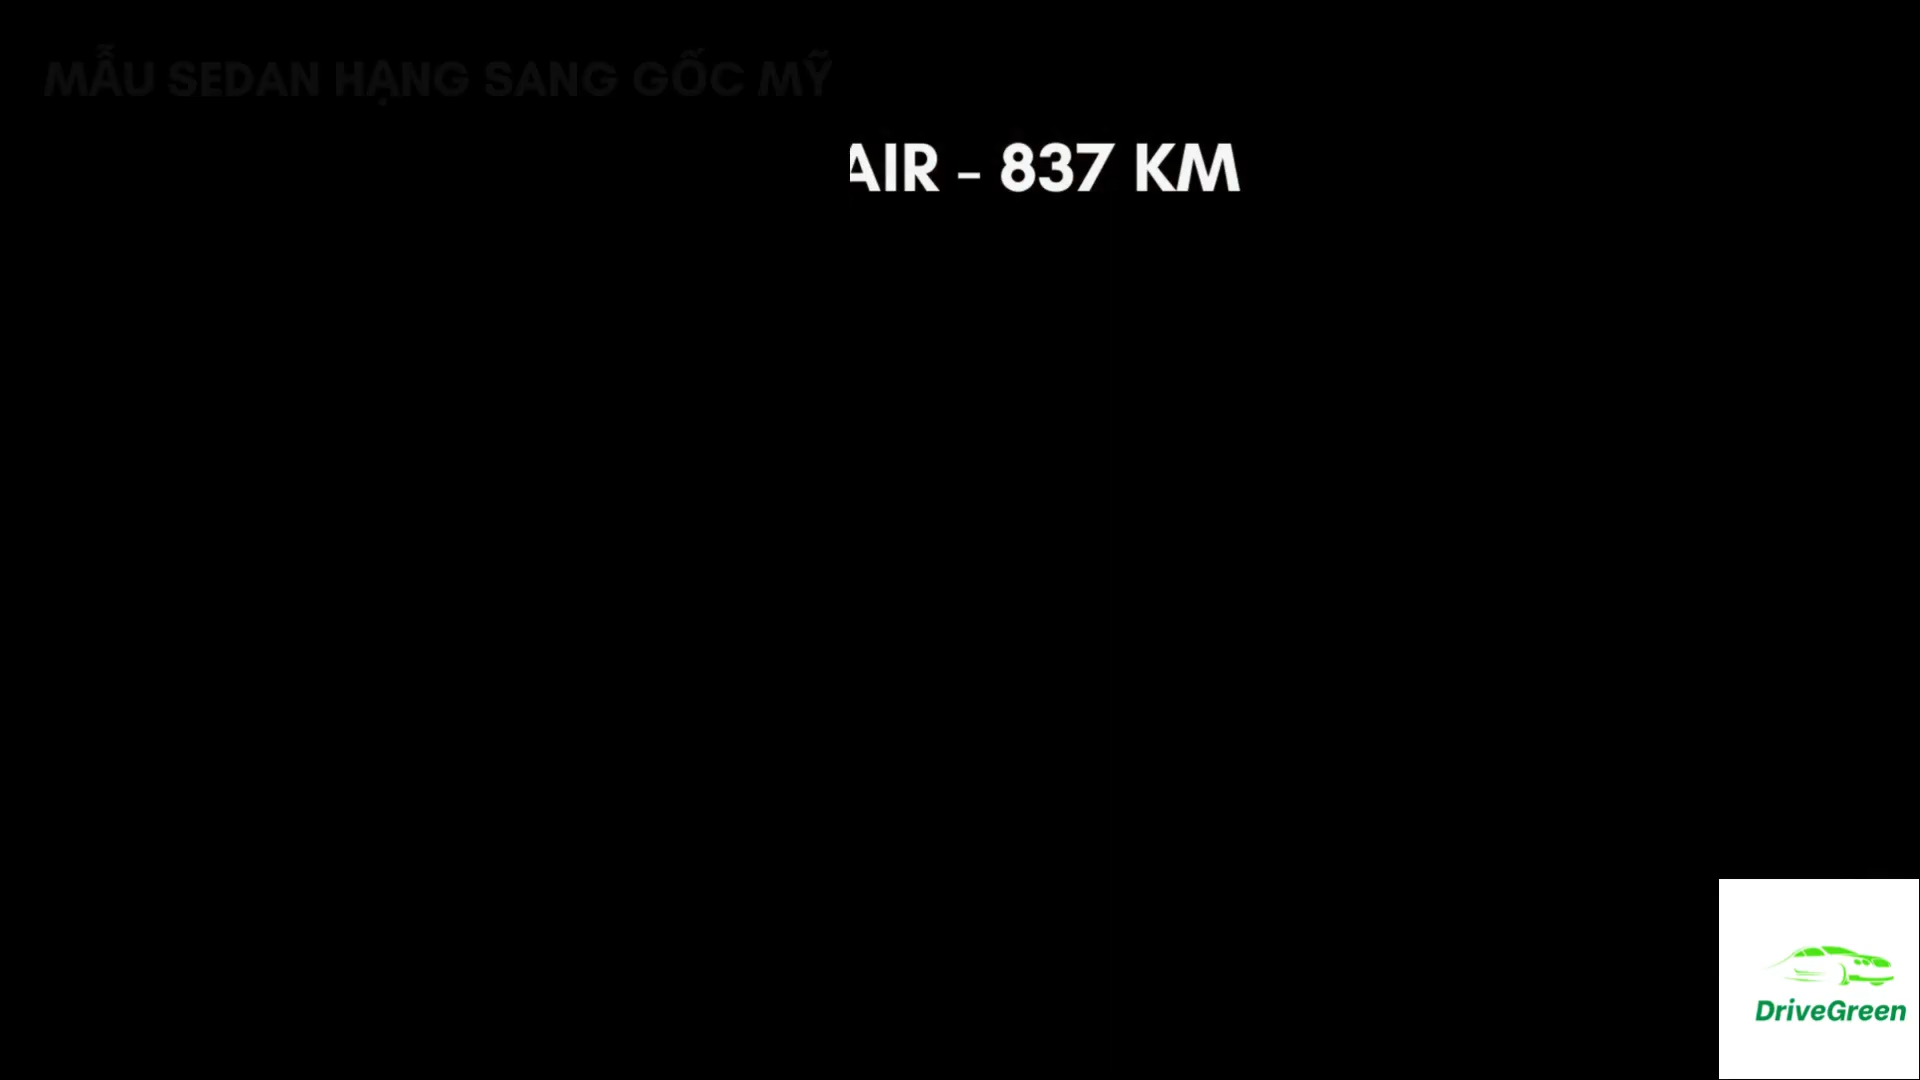 MẪU SEDAN HẠNG SANG GỐC MỸ
AIR - 837 KM
DriveGreen